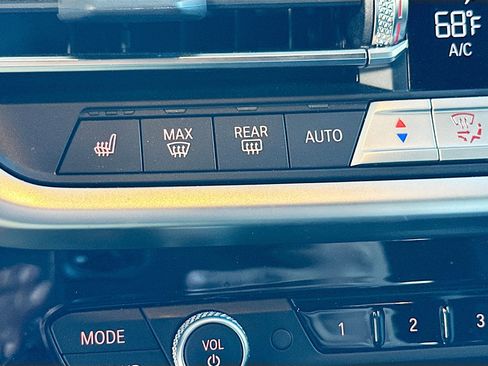 68°F
A/C
MAX
REAR
AUTO
MODE
VOL
1 2 3